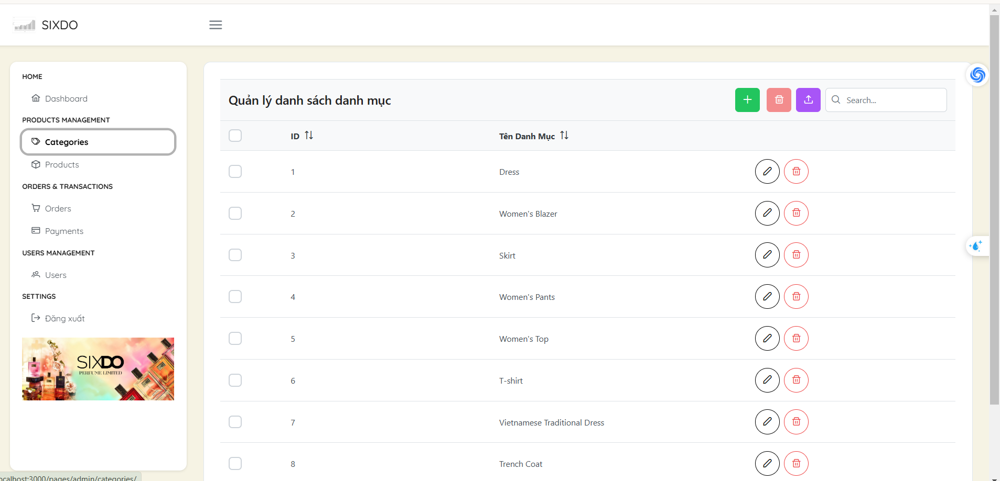 SIXDO
HOME
Dashboard
PRODUCTS MANAGEMENT
Categories
Products
ORDERS & TRANSACTIONS
Orders
Payments
USERS MANAGEMENT
Users
SETTINGS
Đăng xuất
SIXDO
PERFUME LIMITED
Quản lý danh sách danh mục
Search...
ID Tên Danh Mục
1 Dress
2 Women's Blazer
3 Skirt
4 Women's Pants
5 Women's Top
6 T-shirt
7 Vietnamese Traditional Dress
8 Trench Coat
ocalhost:3000/pages/admin/categories/